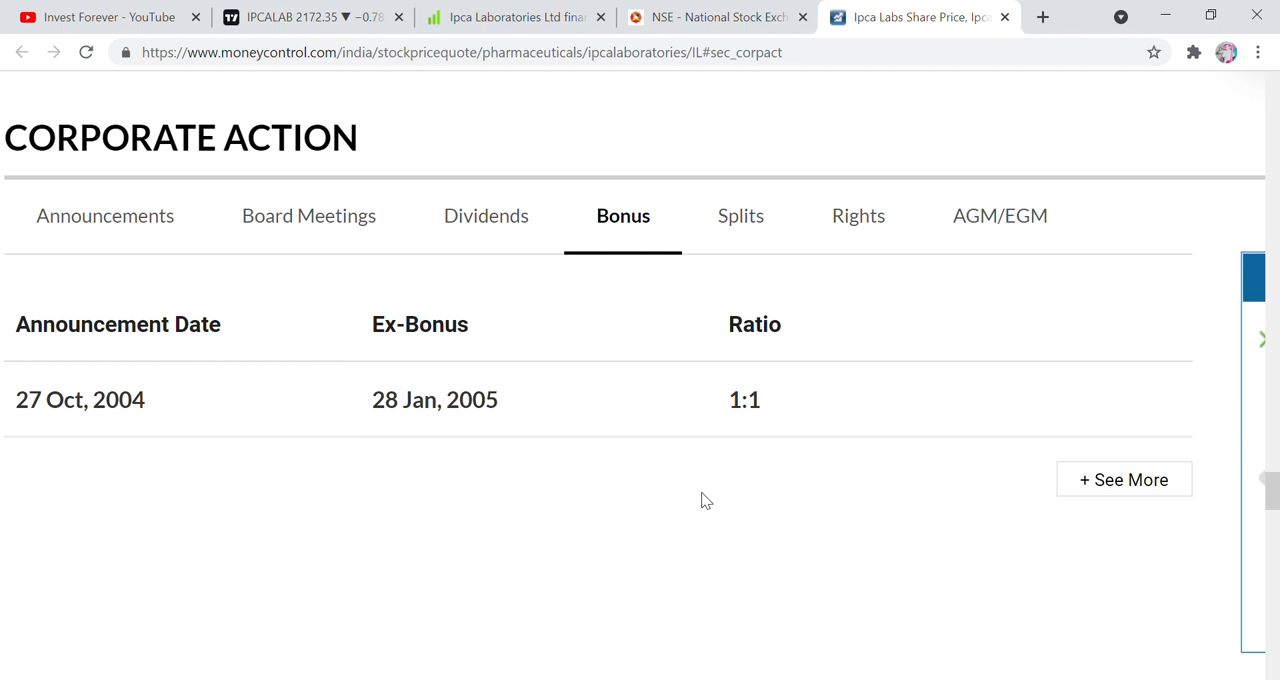 Invest Forever - YouTube
IPCALAB 2172.35 ▼ −0.78
Ipca Laboratories Ltd finan
NSE - National Stock Exch
Ipca Labs Share Price, Ipca
https://www.moneycontrol.com/india/stockpricequote/pharmaceuticals/ipcalaboratories/IL#sec_corpact
CORPORATE ACTION
Announcements Board Meetings Dividends Bonus Splits Rights AGM/EGM
Announcement Date Ex-Bonus Ratio
27 Oct, 2004 28 Jan, 2005 1:1
+ See More